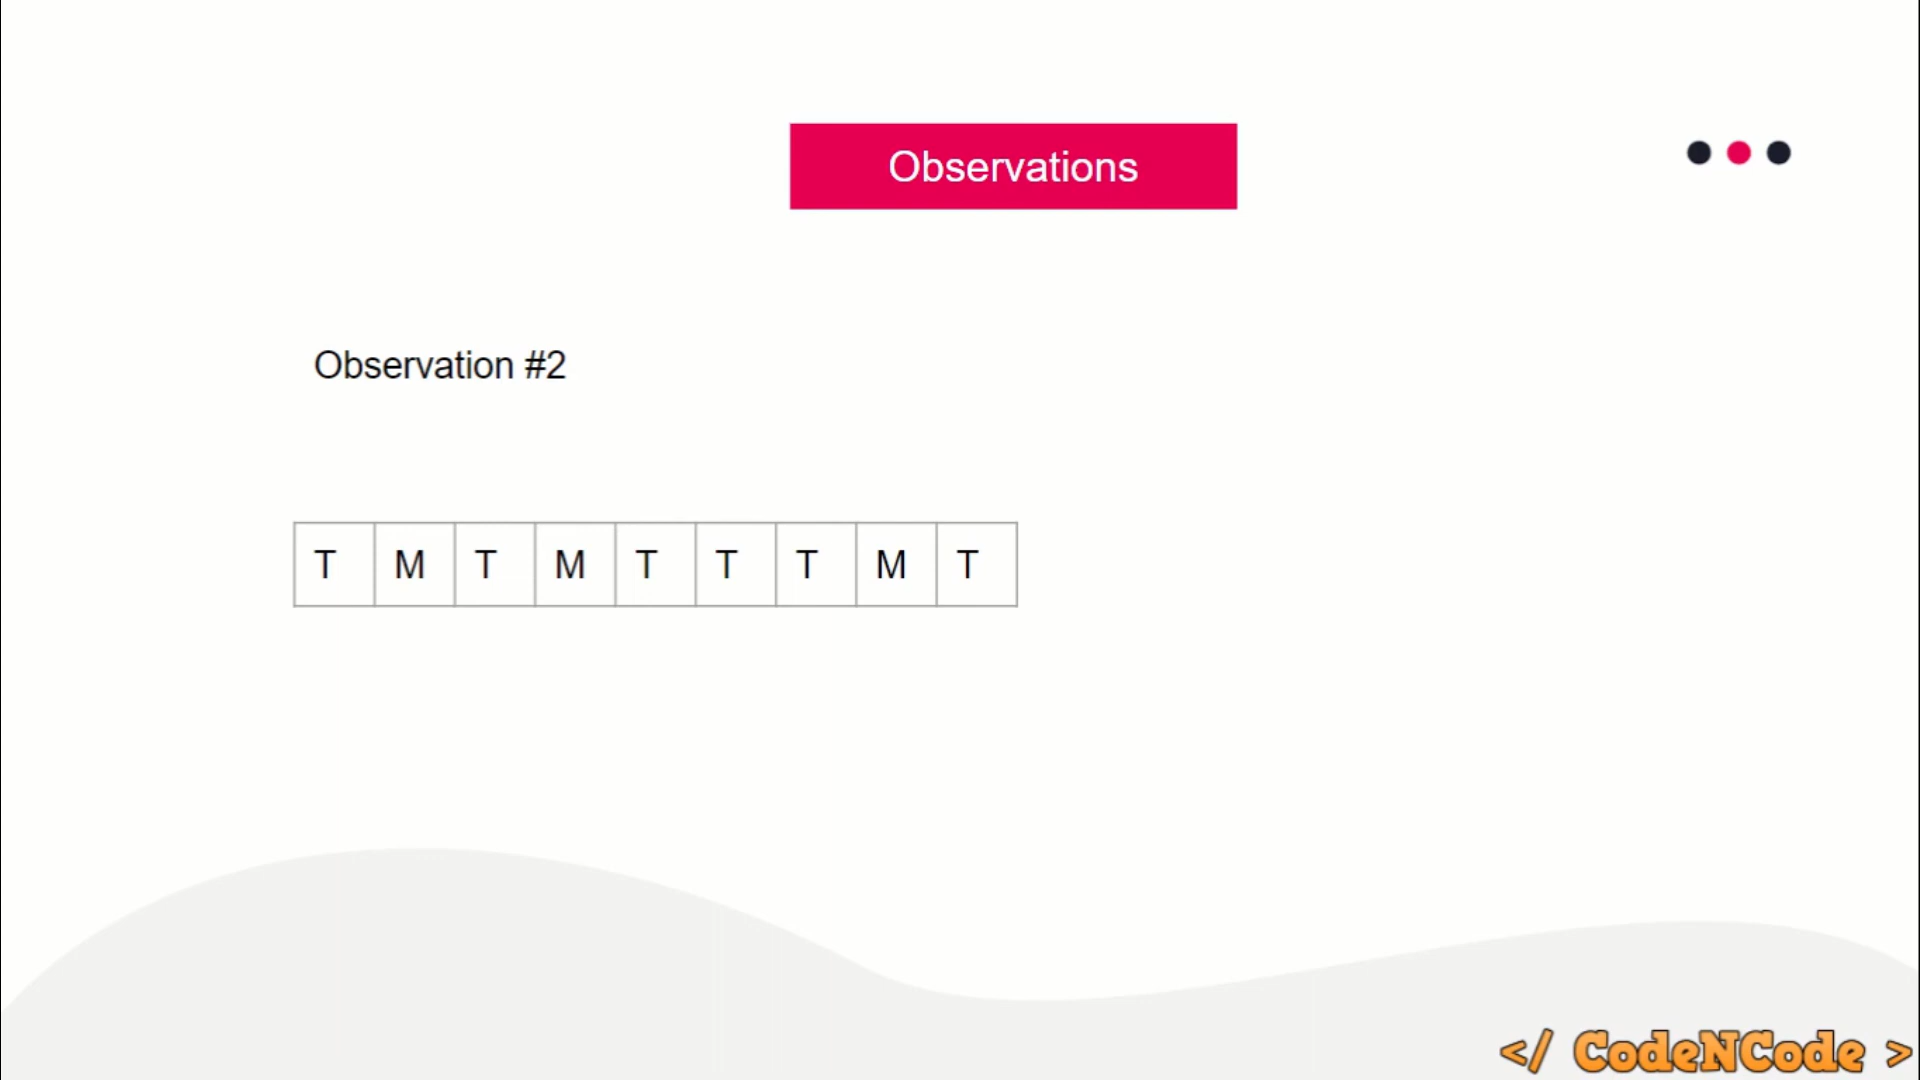 Observations
Observation #2
T M T M T T T M T
</ CodeNCode >